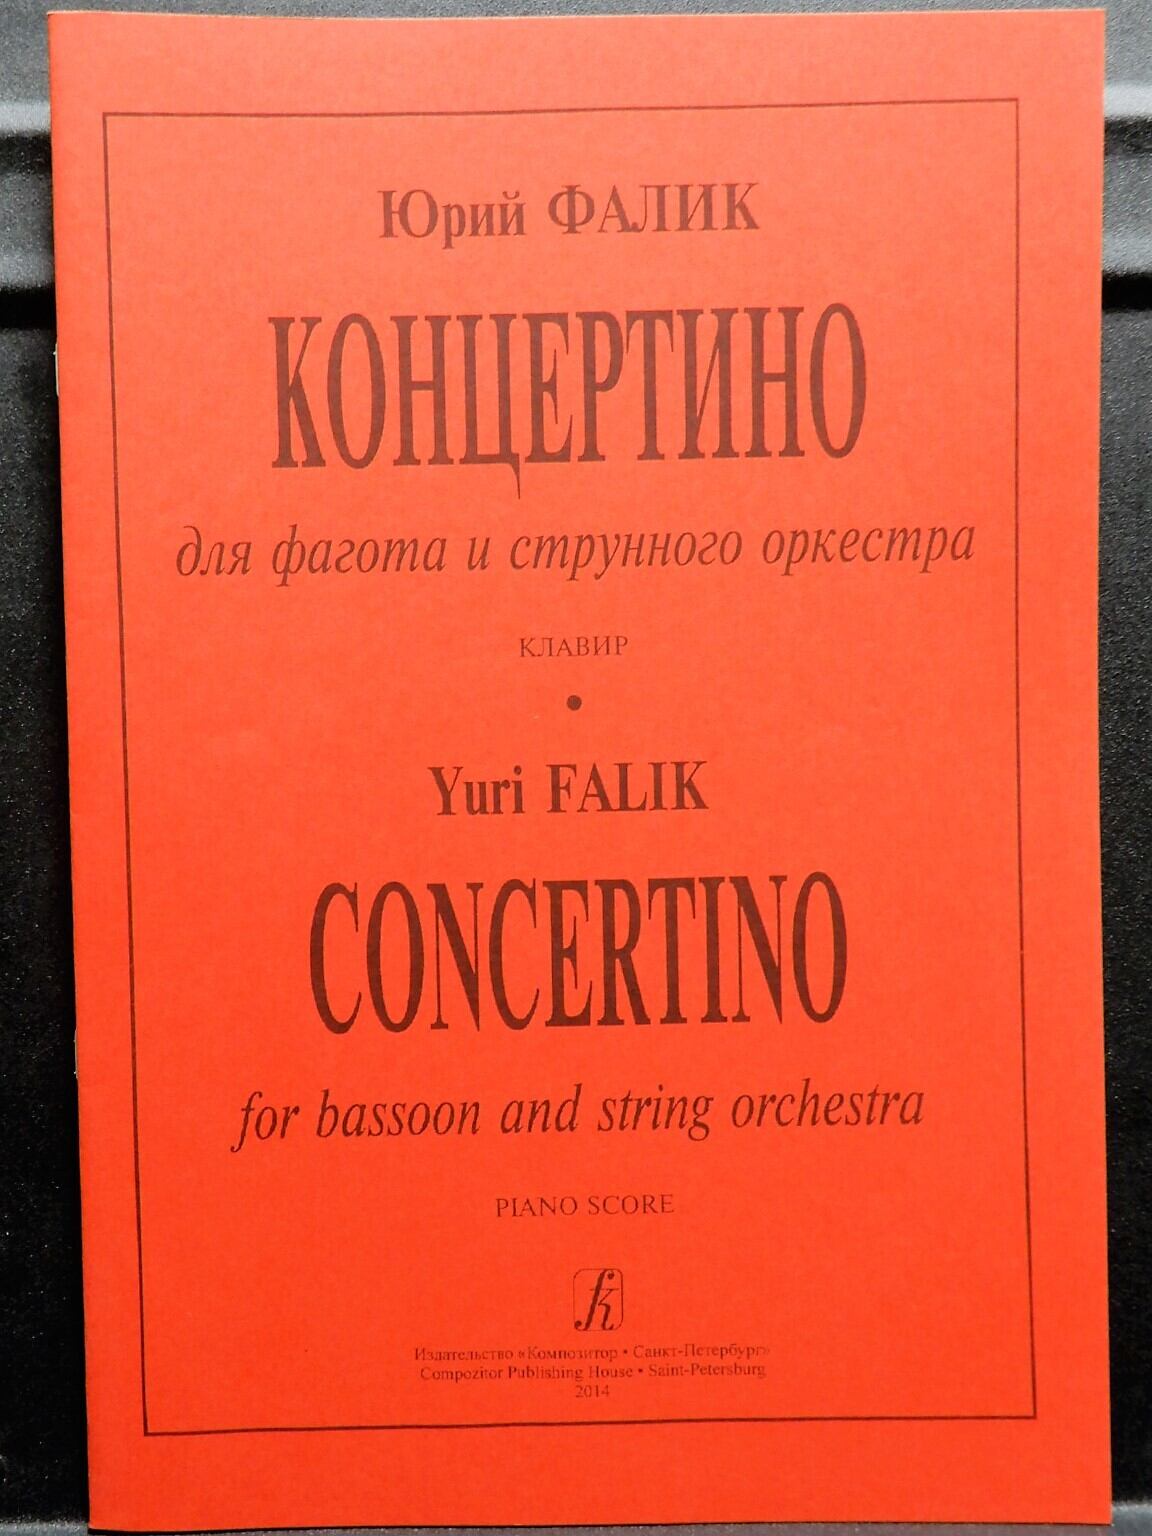 Юрий ФАЛИК
КОНЦЕРТИНО
для фагота и струнного оркестра
КЛАВИР
•
Yuri FALIK
CONCERTINO
for bassoon and string orchestra
PIANO SCORE
fk
Издательство «Композитор • Санкт-Петербург»
Compozitor Publishing House • Saint-Petersburg
2014